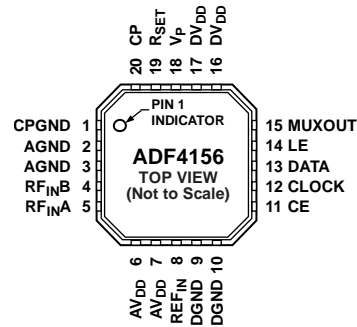 20 CP
19 RSET
18 VP
17 DVDD
16 DVDD
PIN 1
INDICATOR
CPGND 1
AGND 2
AGND 3
RFINB 4
RFINA 5
ADF4156
TOP VIEW
(Not to Scale)
15 MUXOUT
14 LE
13 DATA
12 CLOCK
11 CE
AVDD 6
AVDD 7
REFIN 8
DGND 9
DGND 10